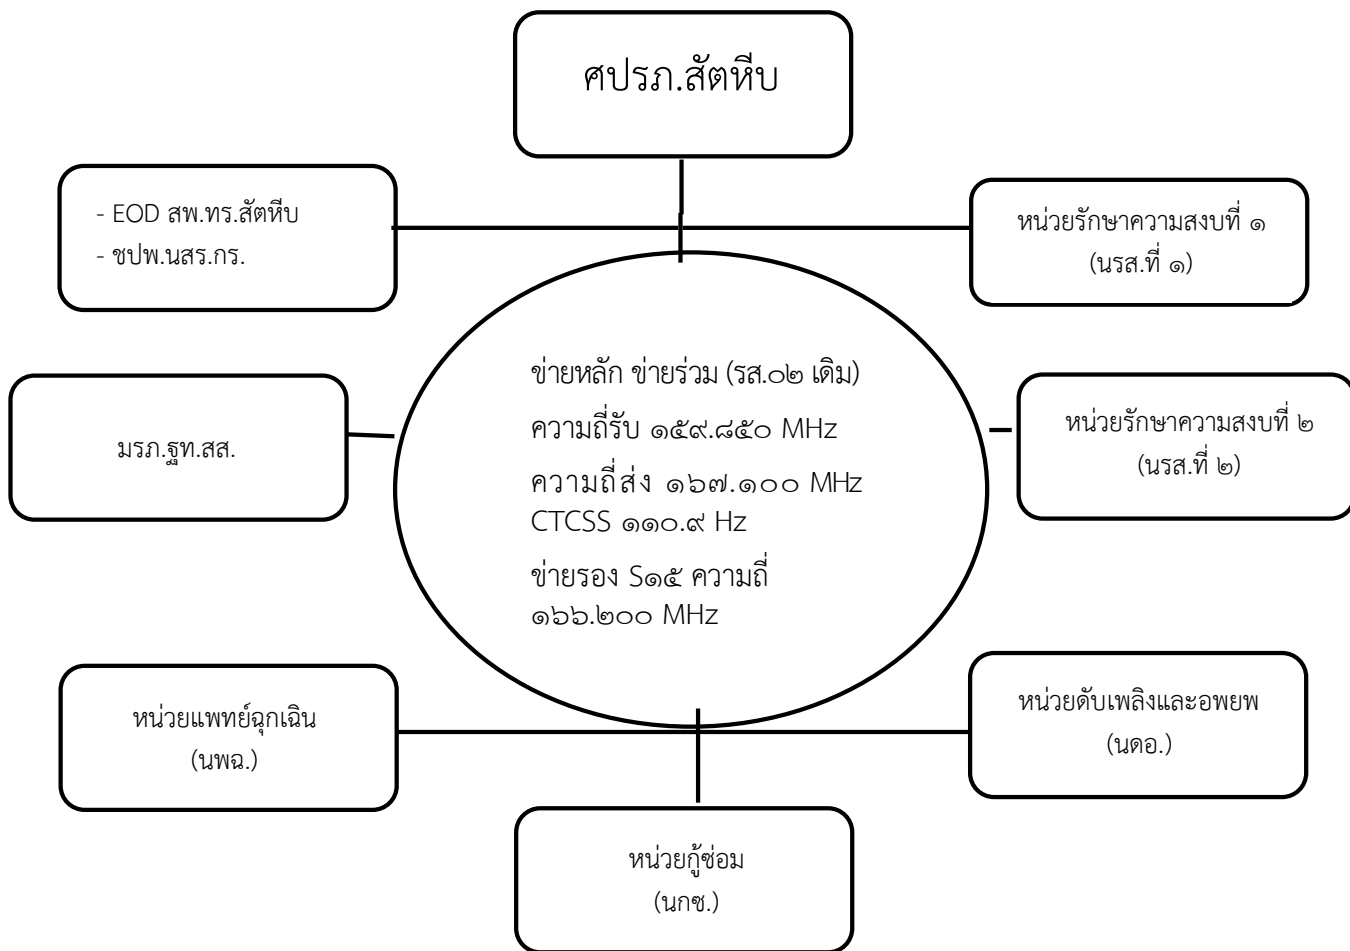 ศปรภ.สัตหีบ
- EOD สพ.ทร.สัตหีบ
- ชปพ.นสร.กร.
หน่วยรักษาความสงบที่ ๑
(นรส.ที่ ๑)
ข่ายหลัก ข่ายร่วม (รส.๐๒ เดิม)
ความถี่รับ ๑๕๙.๘๕๐ MHz
ความถี่ส่ง ๑๖๗.๑๐๐ MHz
CTCSS ๑๑๐.๙ Hz
ข่ายรอง S๑๕ ความถี่
๑๖๖.๒๐๐ MHz
มรภ.ฐท.สส.
หน่วยรักษาความสงบที่ ๒
(นรส.ที่ ๒)
หน่วยแพทย์ฉุกเฉิน
(นพฉ.)
หน่วยดับเพลิงและอพยพ
(นดอ.)
หน่วยกู้ซ่อม
(นกซ.)